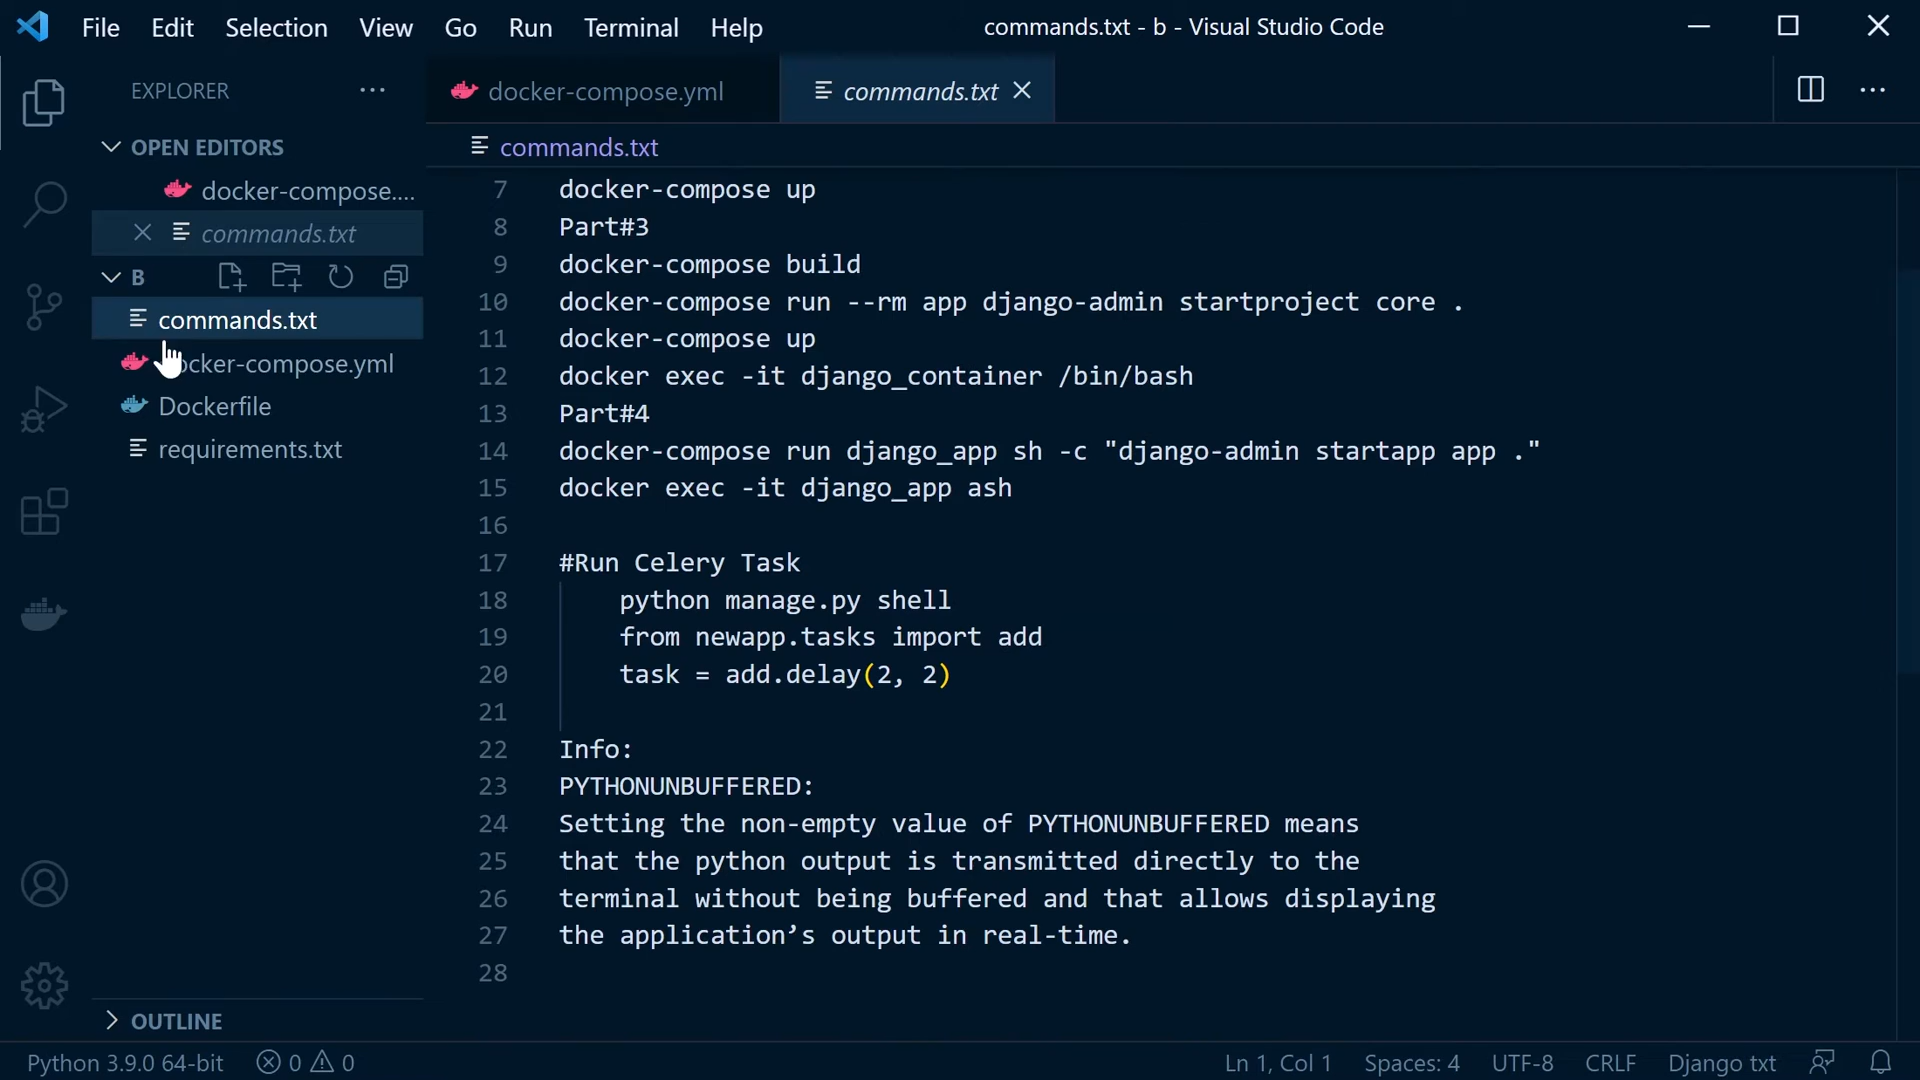 File Edit Selection View Go Run Terminal Help commands.txt - b - Visual Studio Code
EXPLORER
OPEN EDITORS
docker-compose....
commands.txt
B
commands.txt
ocker-compose.yml
Dockerfile
requirements.txt
OUTLINE
docker-compose.yml commands.txt
commands.txt
7 docker-compose up
8 Part#3
9 docker-compose build
10 docker-compose run --rm app django-admin startproject core .
11 docker-compose up
12 docker exec -it django_container /bin/bash
13 Part#4
14 docker-compose run django_app sh -c "django-admin startapp app ."
15 docker exec -it django_app ash
16
17 #Run Celery Task
18 python manage.py shell
19 from newapp.tasks import add
20 task = add.delay(2, 2)
21
22 Info:
23 PYTHONUNBUFFERED:
24 Setting the non-empty value of PYTHONUNBUFFERED means
25 that the python output is transmitted directly to the
26 terminal without being buffered and that allows displaying
27 the application’s output in real-time.
28
Python 3.9.0 64-bit 0 0 Ln 1, Col 1 Spaces: 4 UTF-8 CRLF Django txt